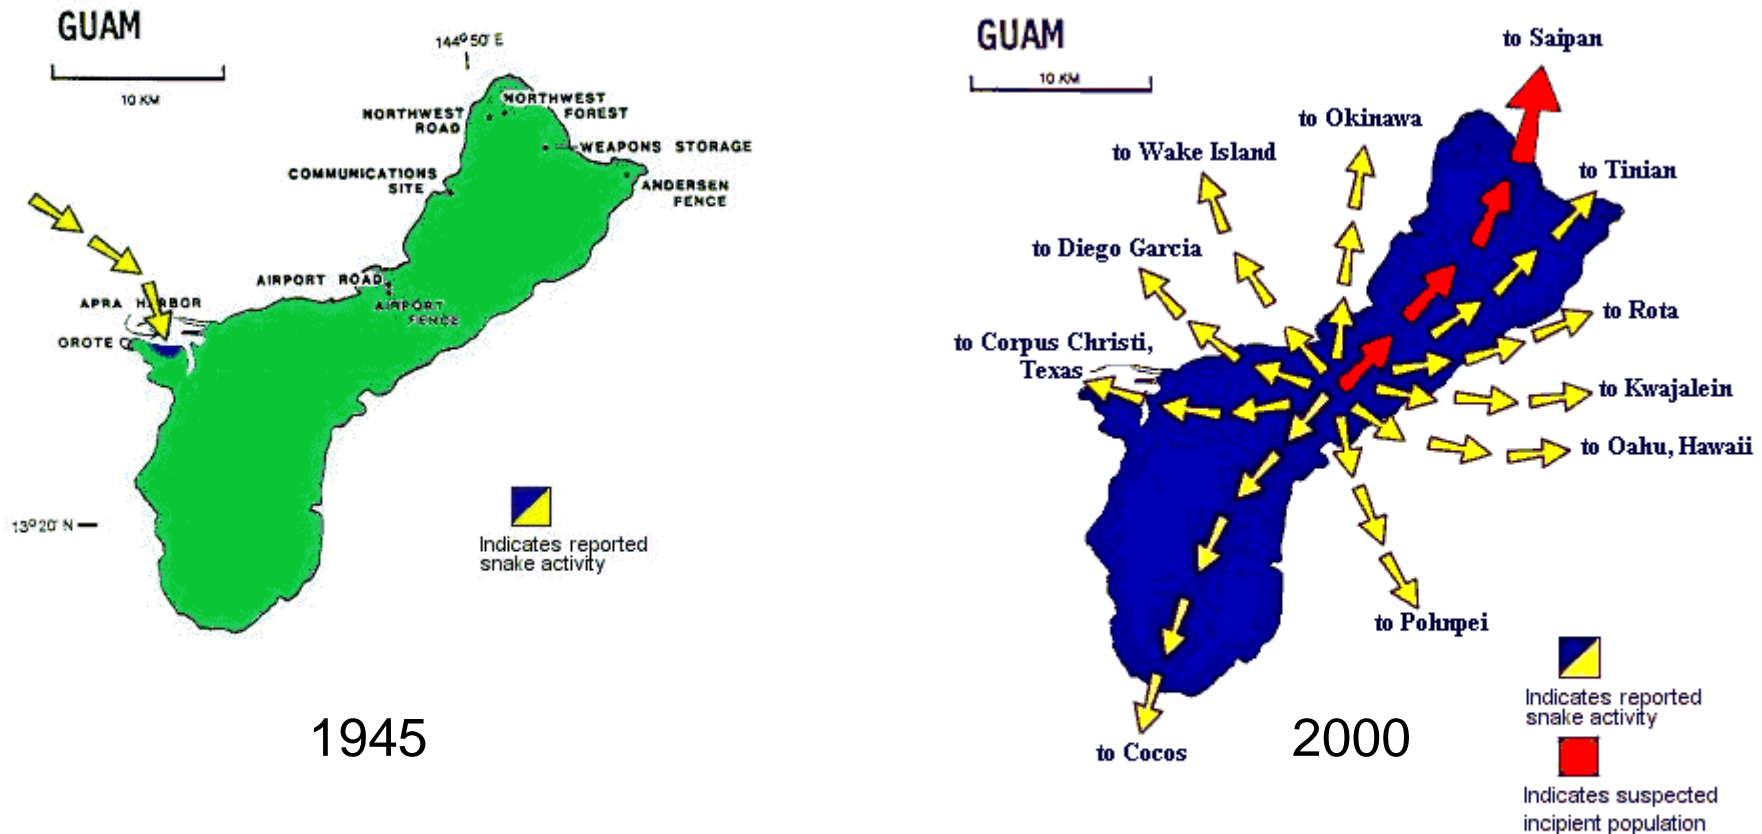 GUAM
10 KM
144° 50' E
NORTHWEST
FOREST
NORTHWEST
ROAD
WEAPONS STORAGE
COMMUNICATIONS
SITE
ANDERSEN
FENCE
AIRPORT ROAD
AIRPORT
FENCE
APRA HARBOR
OROTE
13°20' N
Indicates reported
snake activity
1945
GUAM
10 KM
to Saipan
to Okinawa
to Wake Island
to Tinian
to Diego Garcia
to Rota
to Corpus Christi,
Texas
to Kwajalein
to Oahu, Hawaii
to Pohnpei
to Cocos
2000
Indicates reported
snake activity
Indicates suspected
incipient population